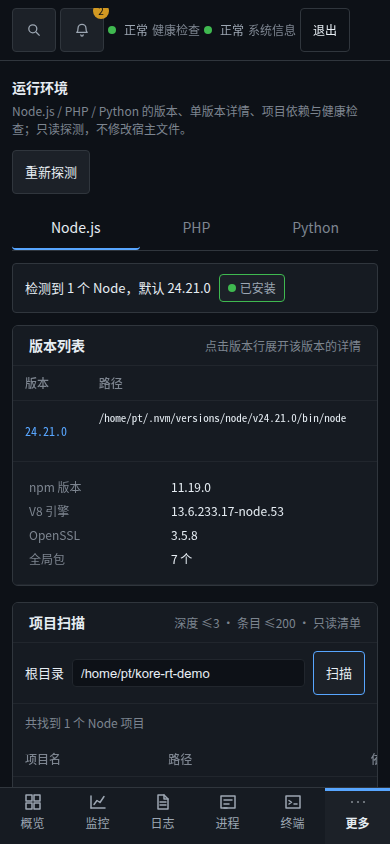 2
正常 健康检查 正常 系统信息 退出
运行环境
Node.js / PHP / Python 的版本、单版本详情、项目依赖与健康检
查；只读探测，不修改宿主文件。
重新探测
Node.js PHP Python
检测到 1 个 Node，默认 24.21.0 已安装
版本列表 点击版本行展开该版本的详情
版本 路径
24.21.0 /home/pt/.nvm/versions/node/v24.21.0/bin/node
npm 版本 11.19.0
V8 引擎 13.6.233.17-node.53
OpenSSL 3.5.8
全局包 7 个
项目扫描 深度 ≤3 · 条目 ≤200 · 只读清单
根目录 /home/pt/kore-rt-demo 扫描
共找到 1 个 Node 项目
项目名 路径
概览 监控 日志 进程 终端 更多